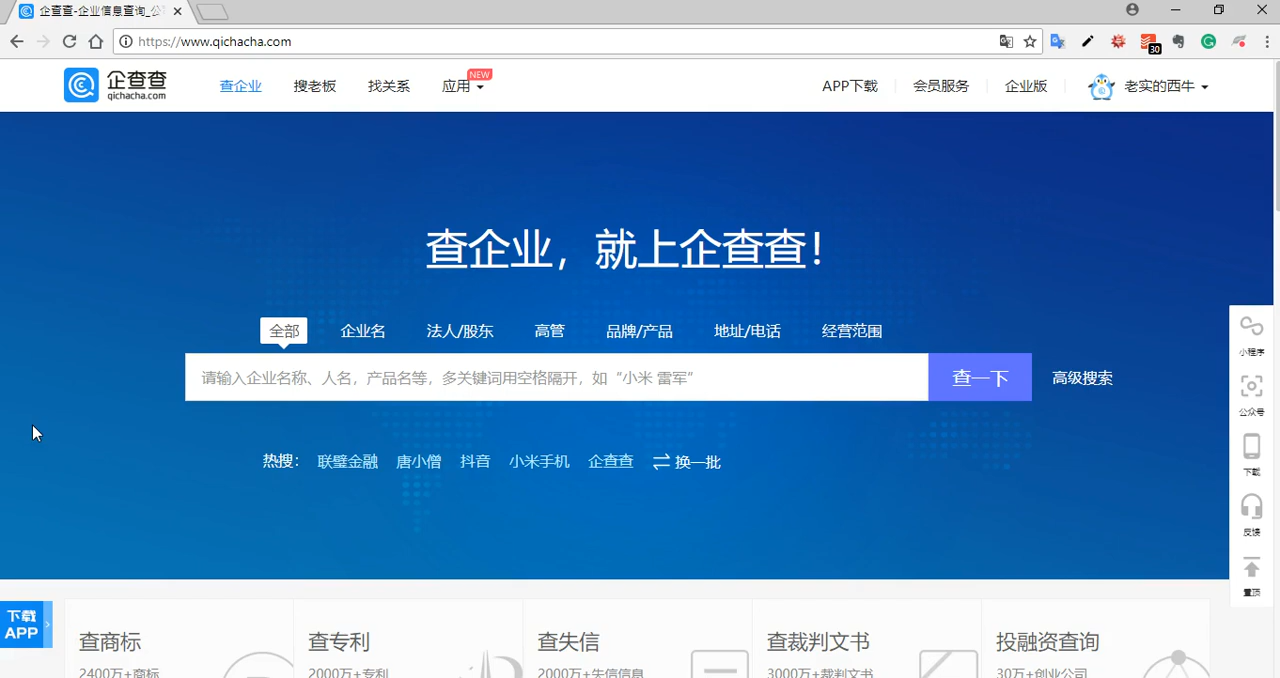 企查查-企业信息查询_公
https://www.qichacha.com
30
企查查
qichacha.com
查企业 搜老板 找关系 应用 NEW
APP下载 会员服务 企业版 老实的西牛
查企业，就上企查查！
全部 企业名 法人/股东 高管 品牌/产品 地址/电话 经营范围
请输入企业名称、人名，产品名等，多关键词用空格隔开，如“小米 雷军”
查一下 高级搜索
热搜： 联璧金融 唐小僧 抖音 小米手机 企查查 换一批
小程序
公众号
下载
反馈
置顶
下载
APP
查商标 查专利 查失信 查裁判文书 投融资查询
2400万+商标 2000万+专利 2000万+失信信息 3000万+裁判文书 30万+创业公司